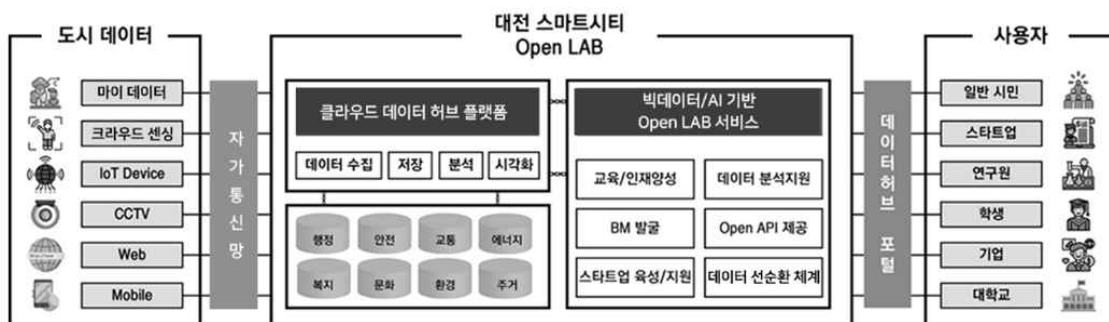 도시 데이터
마이 데이터
크라우드 센싱
IoT Device
CCTV
Web
Mobile
자가통신망
대전 스마트시티
Open LAB
클라우드 데이터 허브 플랫폼
데이터 수집
저장
분석
시각화
행정
안전
교통
에너지
복지
문화
환경
주거
빅데이터/AI 기반
Open LAB 서비스
교육/인재양성
데이터 분석지원
BM 발굴
Open API 제공
스타트업 육성/지원
데이터 선순환 체계
데이터허브 포털
사용자
일반 시민
스타트업
연구원
학생
기업
대학교